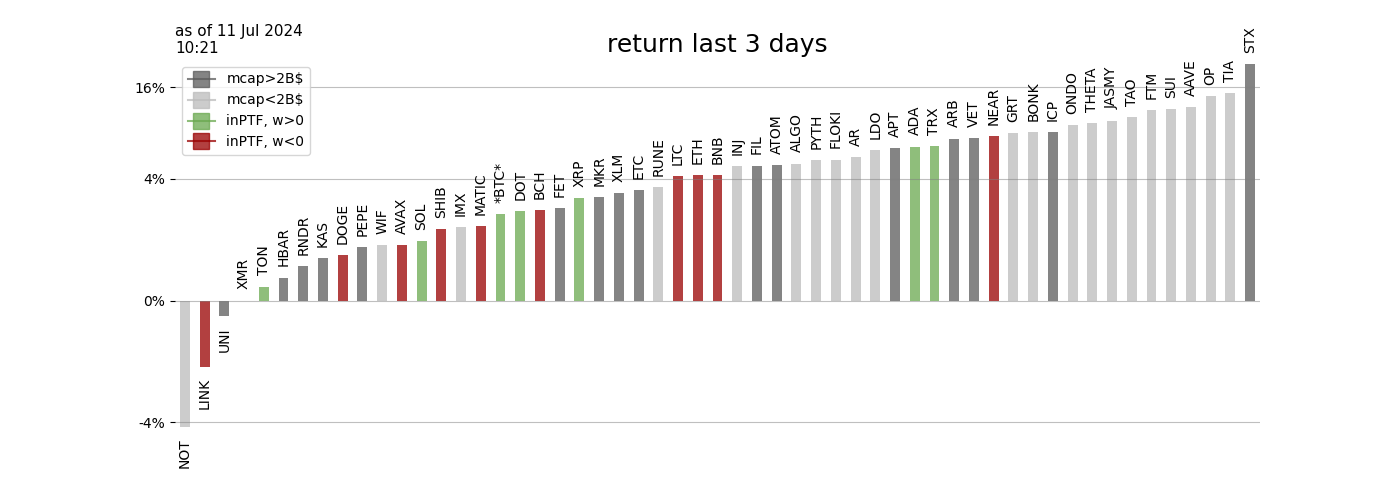 as of 11 Jul 2024
10:21
return last 3 days
mcap>2B$
mcap<2B$
inPTF, w>0
inPTF, w<0
16%
4%
0%
-4%
NOT
LINK
UNI
XMR
TON
HBAR
RNDR
KAS
DOGE
PEPE
WIF
AVAX
SOL
SHIB
IMX
MATIC
*BTC*
DOT
BCH
FET
XRP
MKR
XLM
ETC
RUNE
LTC
ETH
BNB
INJ
FIL
ATOM
ALGO
PYTH
FLOKI
AR
LDO
APT
ADA
TRX
ARB
VET
NEAR
GRT
BONK
ICP
ONDO
THETA
JASMY
TAO
FTM
SUI
AAVE
OP
TIA
STX